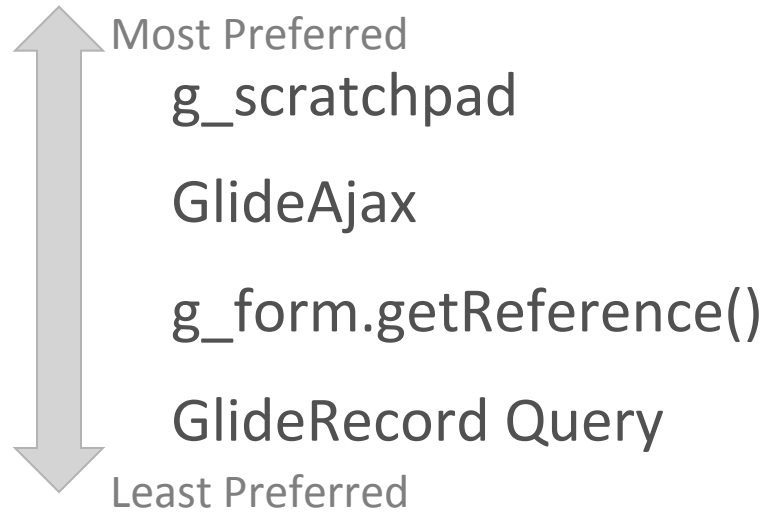 Most Preferred
g_scratchpad
GlideAjax
g_form.getReference()
GlideRecord Query
Least Preferred